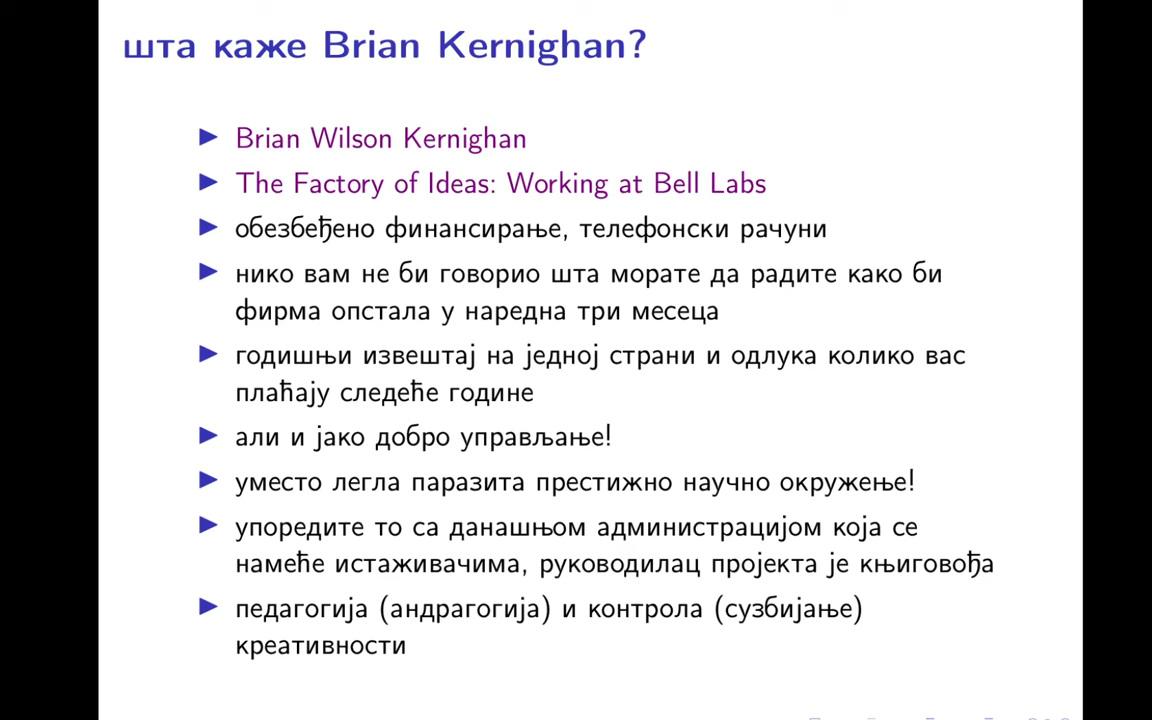 шта каже Brian Kernighan?
Brian Wilson Kernighan
The Factory of Ideas: Working at Bell Labs
обезбеђено финансирање, телефонски рачуни
нико вам не би говорио шта морате да радите како би
фирма опстала у наредна три месеца
годишњи извештај на једној страни и одлука колико вас
плаћају следеће године
али и јако добро управљање!
уместо легла паразита престижно научно окружење!
упоредите то са данашњом администрацијом која се
намеће истаживачима, руководилац пројекта је књиговођа
педагогија (андрагогија) и контрола (сузбијање)
креативности